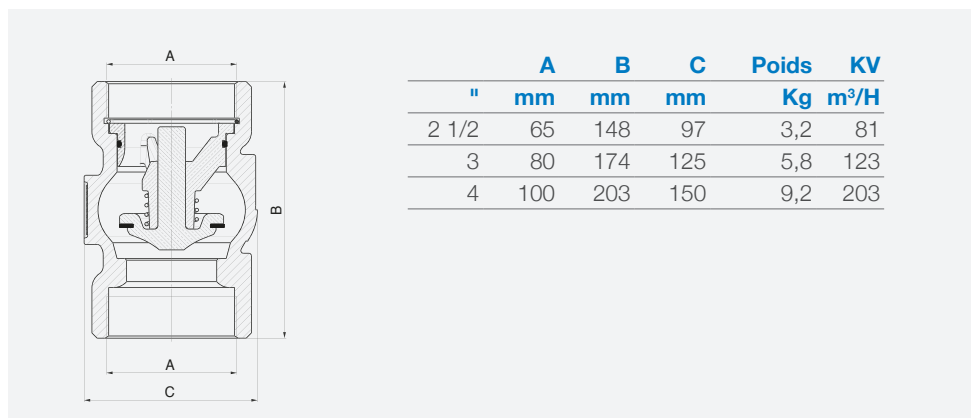 A
B
A
C
A B C Poids KV
" mm mm mm Kg m³/H
2 1/2 65 148 97 3,2 81
3 80 174 125 5,8 123
4 100 203 150 9,2 203